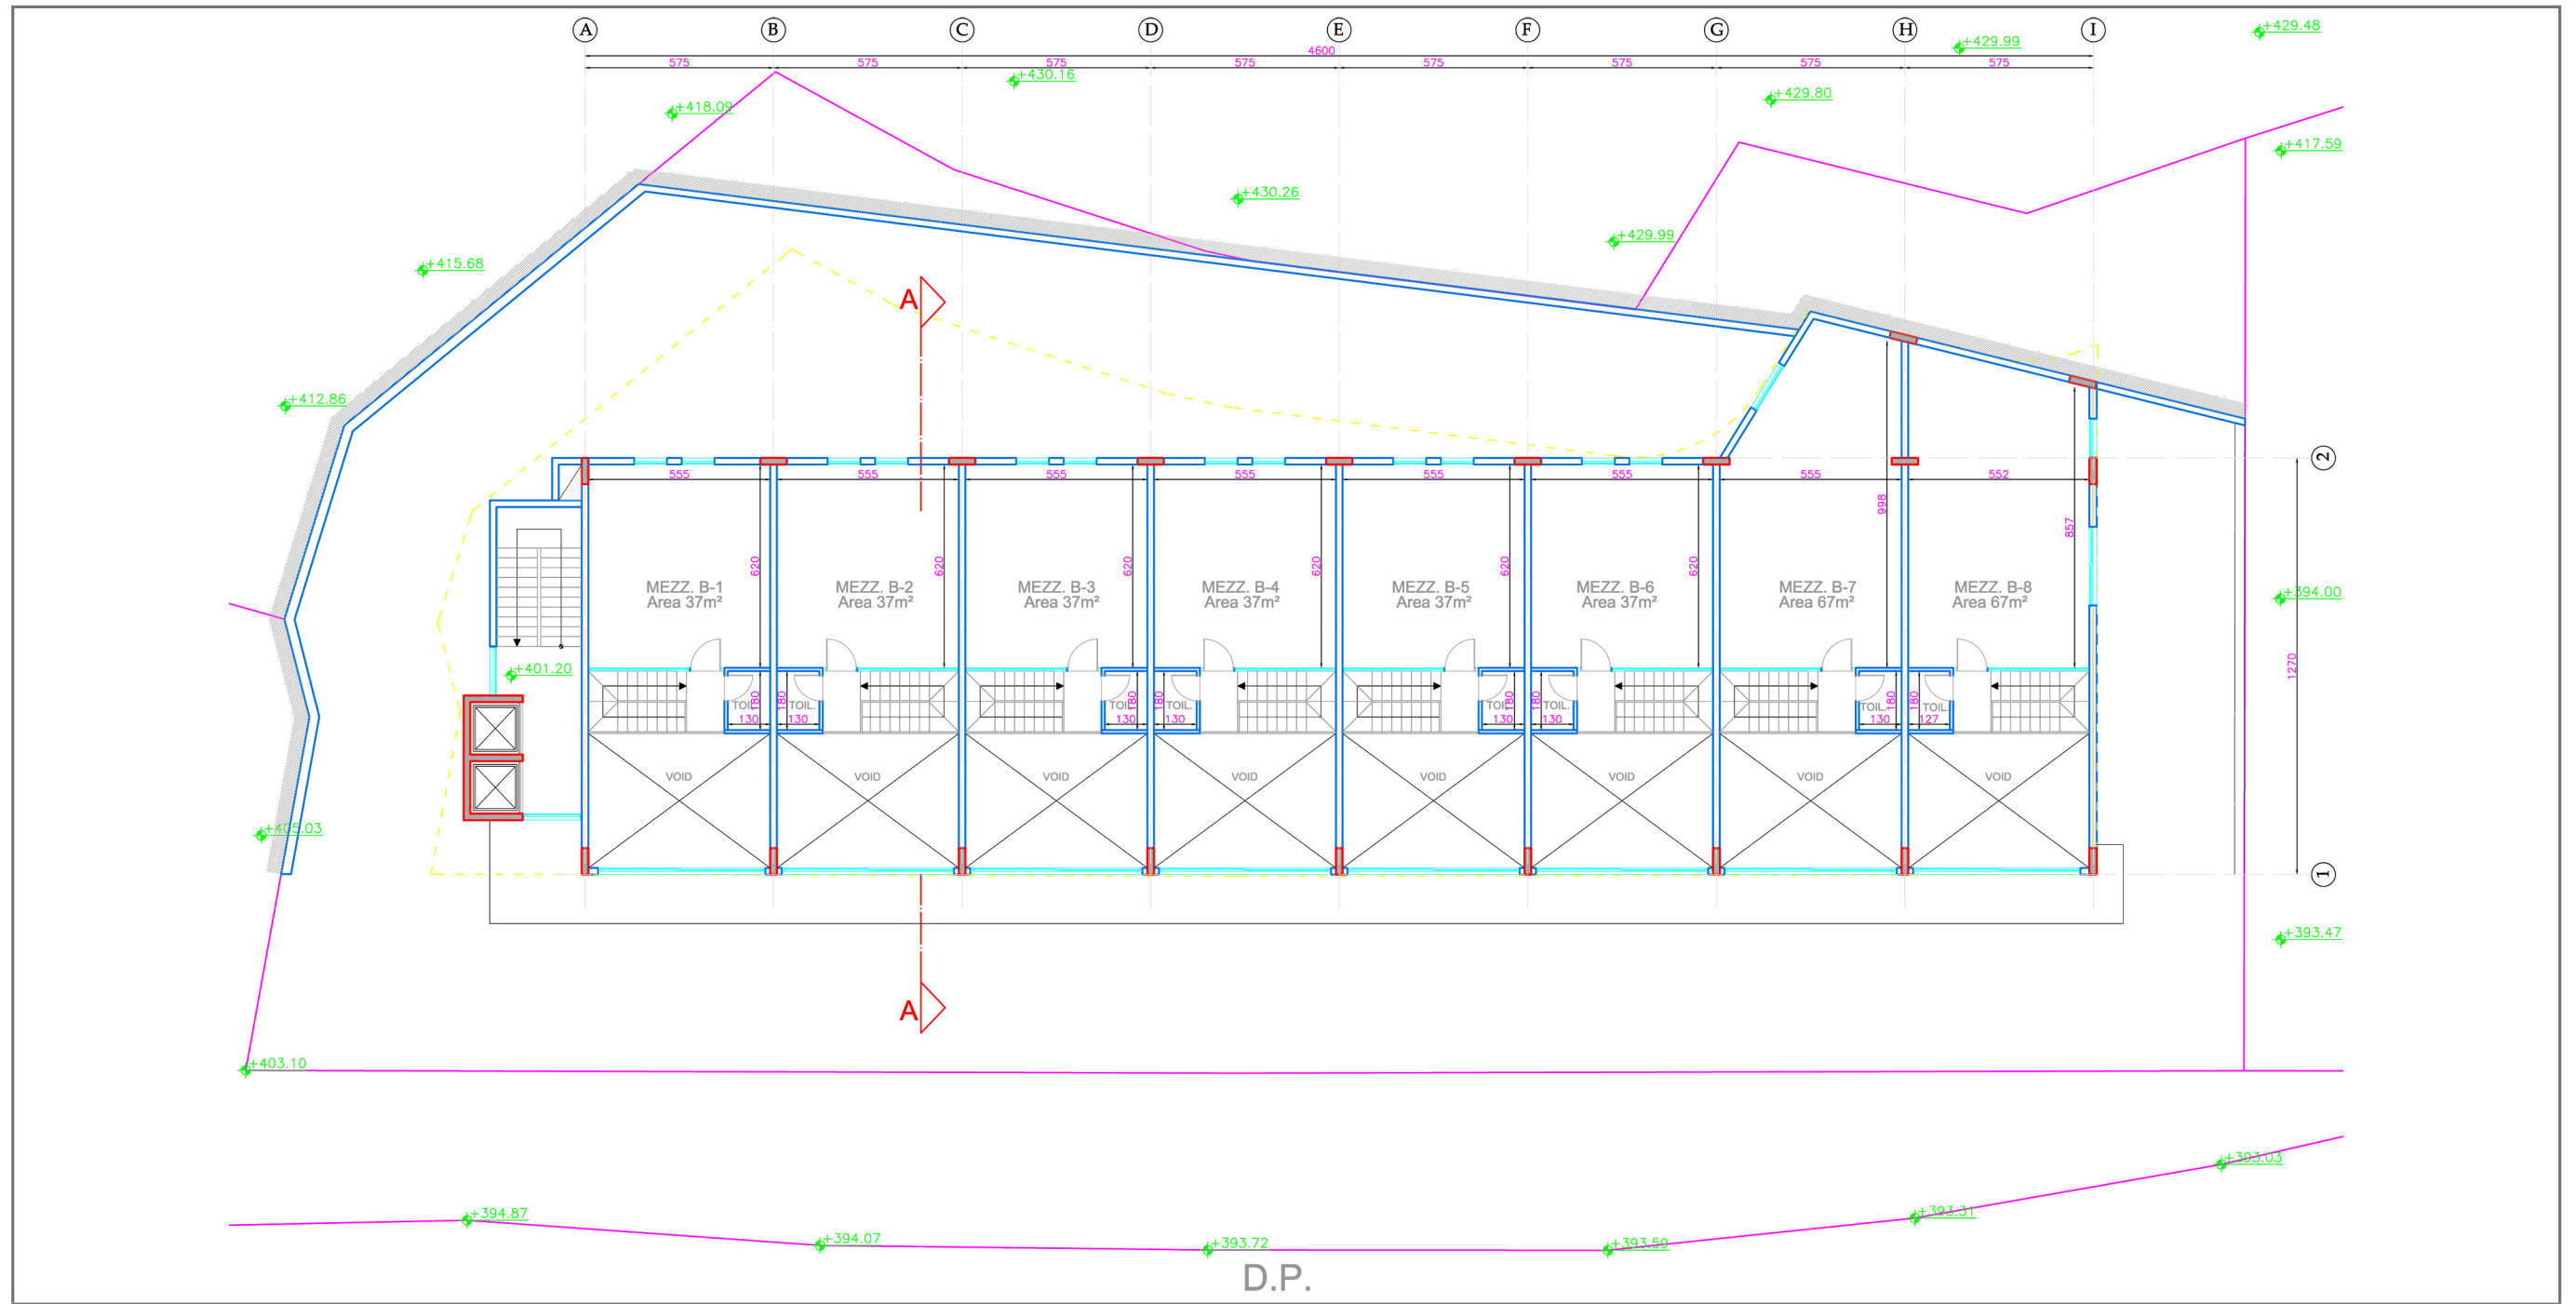 A B C D E F G H I
4600
575 575 575 575 575 575 575 575
+429.48
+429.99
+430.16
+429.80
+418.09
+417.59
+430.26
+429.99
+415.68
+412.86
A
2
555 555 555 555 555 555 555 552
998
857
620 620 620 620 620 620
MEZZ. B-1
Area 37m²
MEZZ. B-2
Area 37m²
MEZZ. B-3
Area 37m²
MEZZ. B-4
Area 37m²
MEZZ. B-5
Area 37m²
MEZZ. B-6
Area 37m²
MEZZ. B-7
Area 67m²
MEZZ. B-8
Area 67m²
+394.00
1270
+401.20
180 180 180 180 180 180 180 180
TOIL. TOIL. TOIL. TOIL. TOIL. TOIL. TOIL. TOIL.
130 130 130 130 130 130 130 127
VOID VOID VOID VOID VOID VOID VOID VOID
+405.03
1
+393.47
A
+403.10
+393.03
+394.87
+394.07
+393.72
+393.59
+393.31
D.P.